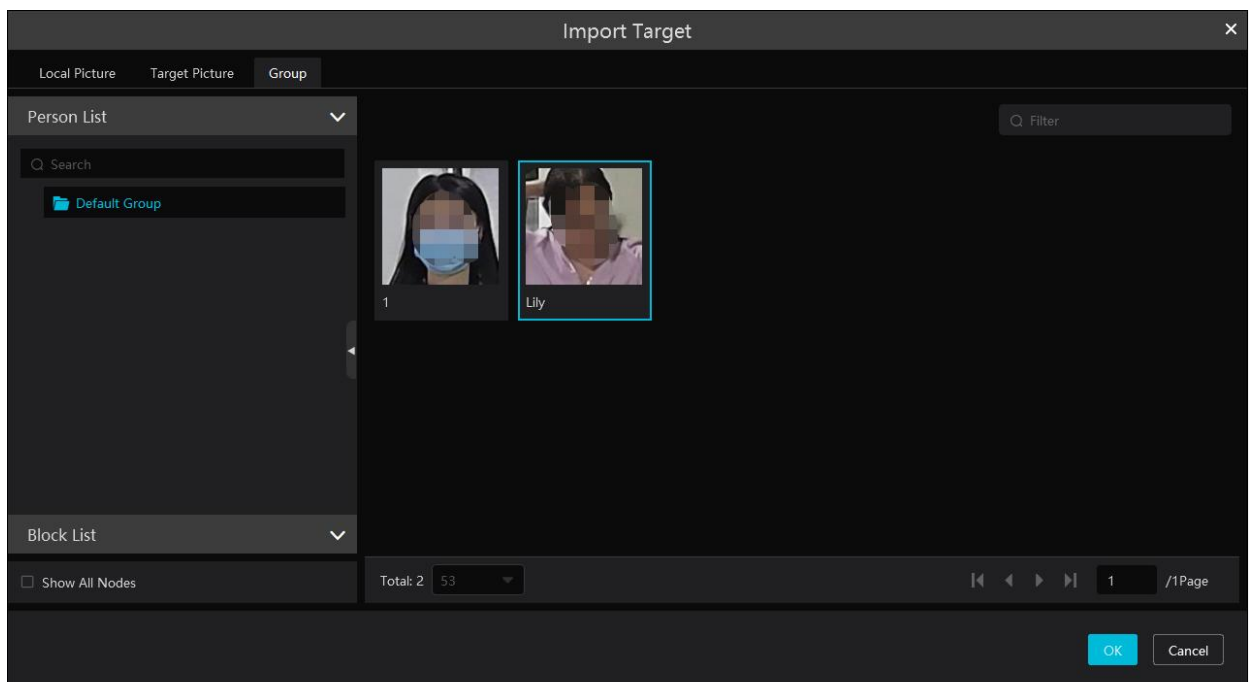 Import Target
Local Picture Target Picture Group
Person List
Filter
Search
Default Group
1
Lily
Block List
Show All Nodes
Total: 2 53
1 /1Page
OK Cancel